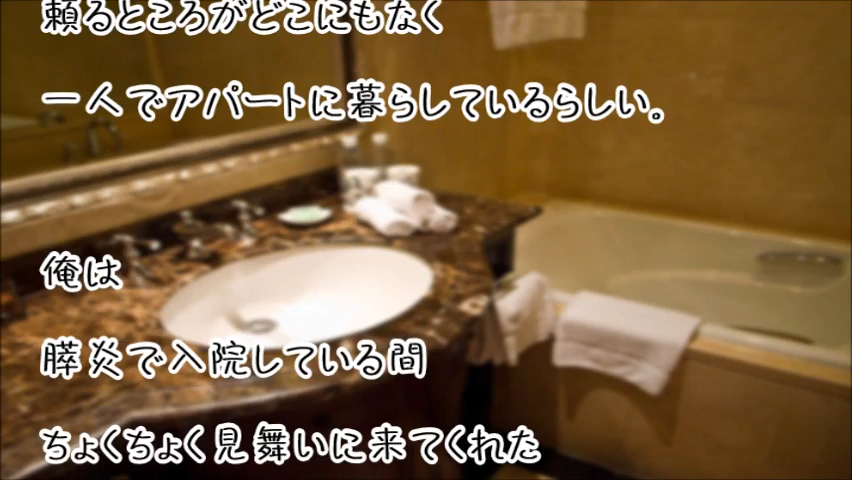 頼るところがどこにもなく
一人でアパートに暮らしているらしい。
俺は
膵炎で入院している間
ちょくちょく見舞いに来てくれた